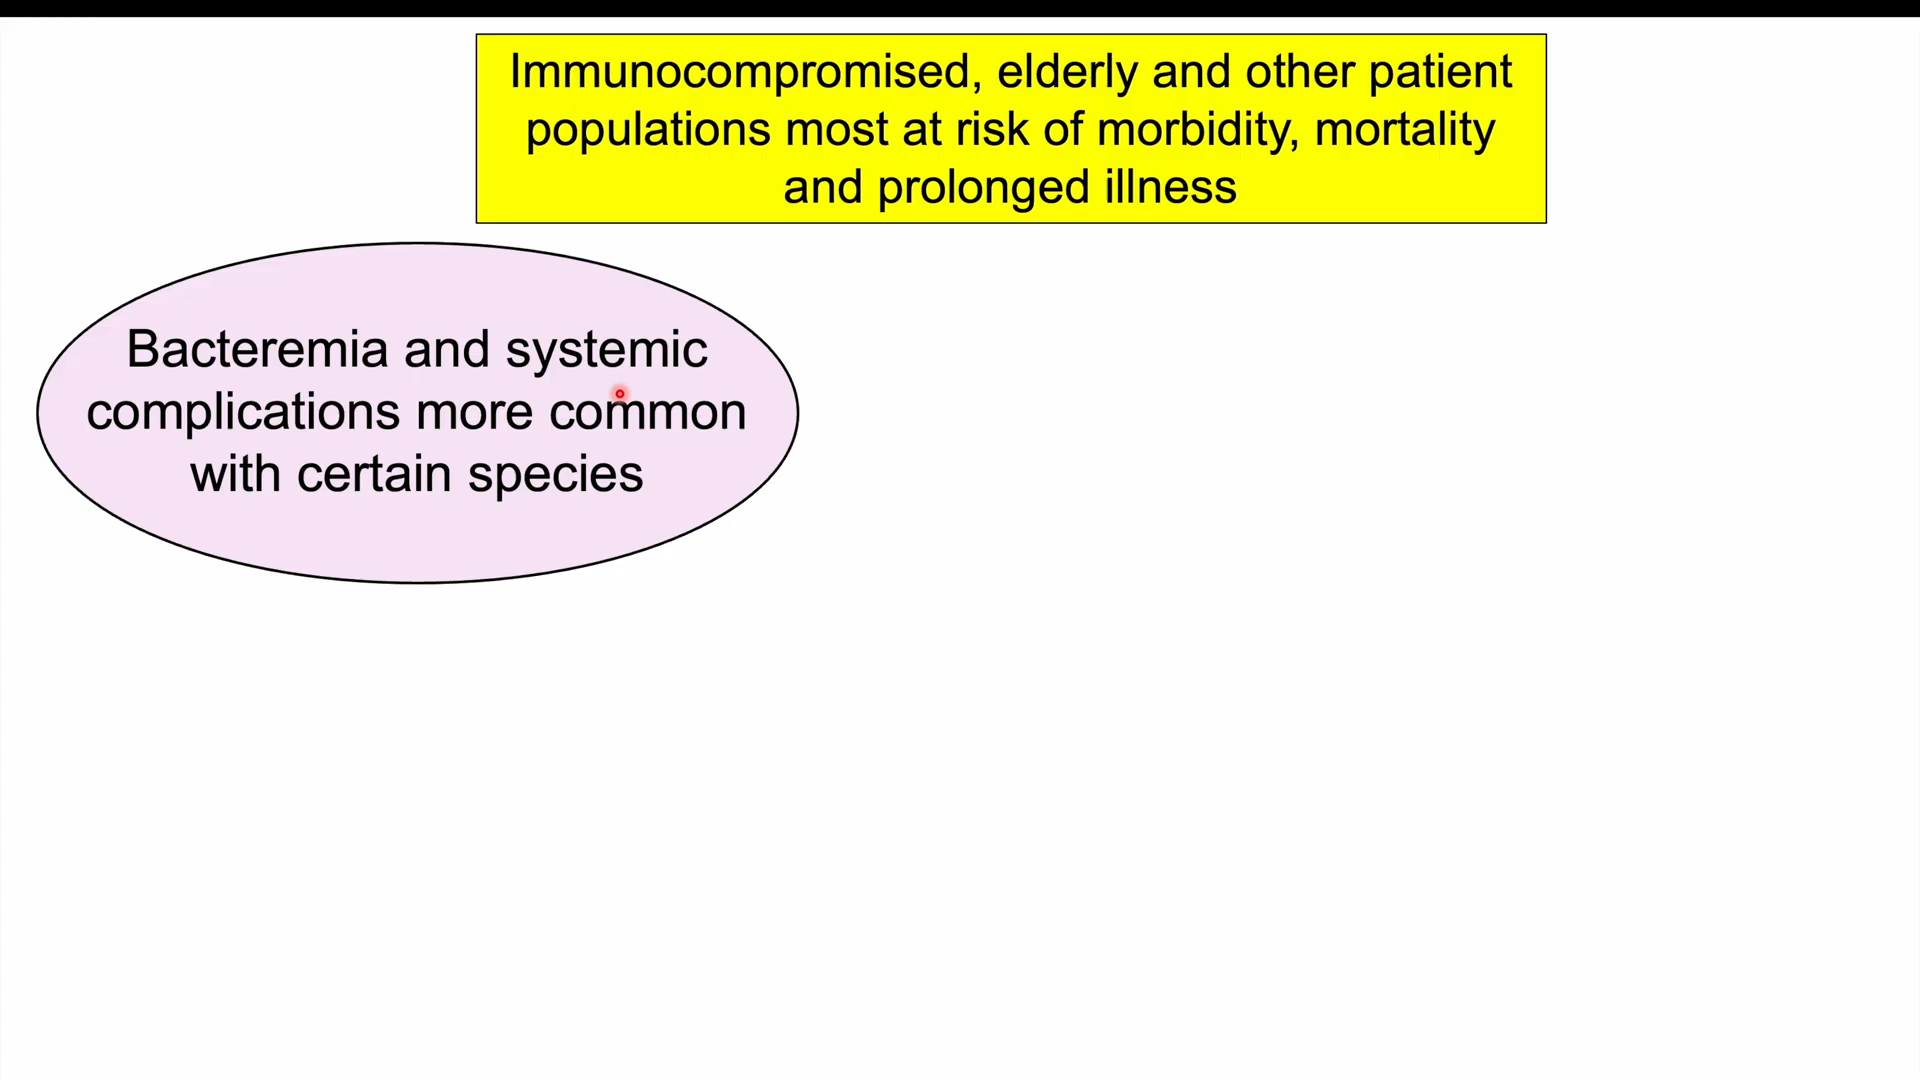 Immunocompromised, elderly and other patient
populations most at risk of morbidity, mortality
and prolonged illness
Bacteremia and systemic
complications more common
with certain species